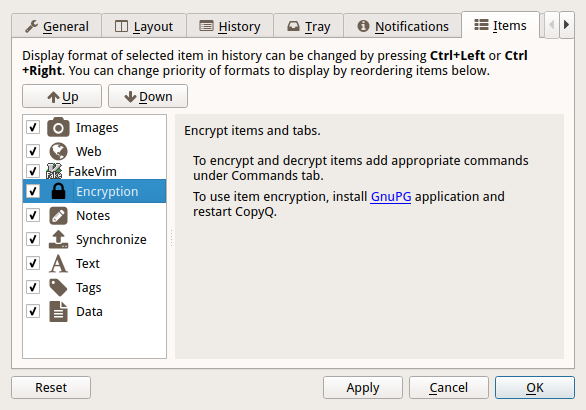 General Layout History Tray Notifications Items
Display format of selected item in history can be changed by pressing Ctrl+Left or Ctrl
+Right. You can change priority of formats to display by reordering items below.
Up Down
Images
Web
FakeVim
Encryption
Notes
Synchronize
Text
Tags
Data
Encrypt items and tabs.
To encrypt and decrypt items add appropriate commands
under Commands tab.
To use item encryption, install GnuPG application and
restart CopyQ.
Reset Apply Cancel OK